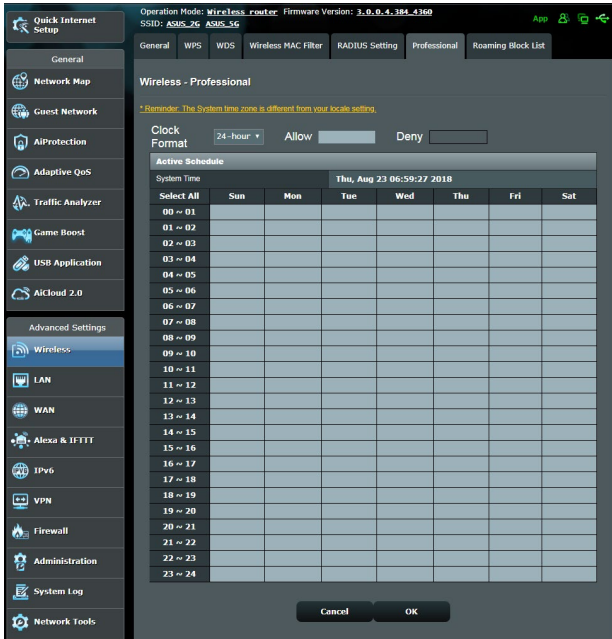 Quick Internet
Setup
General
Network Map
Guest Network
AiProtection
Adaptive QoS
Traffic Analyzer
Game Boost
USB Application
AiCloud 2.0
Advanced Settings
Wireless
LAN
WAN
Alexa & IFTTT
IPv6
VPN
Firewall
Administration
System Log
Network Tools
Operation Mode: Wireless router Firmware Version: 3.0.0.4.384_4360
SSID: ASUS_2G ASUS_5G
App
General WPS WDS Wireless MAC Filter RADIUS Setting Professional Roaming Block List
Wireless - Professional
* Reminder: The System time zone is different from your locale setting.
Clock
Format
24-hour Allow Deny
Active Schedule
System Time Thu, Aug 23 06:59:27 2018
Select All Sun Mon Tue Wed Thu Fri Sat
00 ~ 01
01 ~ 02
02 ~ 03
03 ~ 04
04 ~ 05
05 ~ 06
06 ~ 07
07 ~ 08
08 ~ 09
09 ~ 10
10 ~ 11
11 ~ 12
12 ~ 13
13 ~ 14
14 ~ 15
15 ~ 16
16 ~ 17
17 ~ 18
18 ~ 19
19 ~ 20
20 ~ 21
21 ~ 22
22 ~ 23
23 ~ 24
Cancel OK